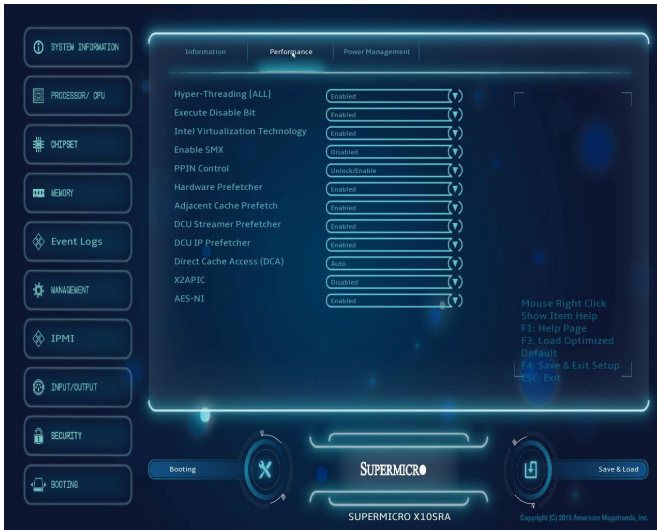 SYSTEM INFORMATION
PROCESSOR/ CPU
CHIPSET
MEMORY
Event Logs
MANAGEMENT
IPMI
INPUT/OUTPUT
SECURITY
BOOTING
Information Performance Power Management
Hyper-Threading [ALL] Enabled
Execute Disable Bit Enabled
Intel Virtualization Technology Enabled
Enable SMX Disabled
PPIN Control Unlock/Enable
Hardware Prefetcher Enabled
Adjacent Cache Prefetch Enabled
DCU Streamer Prefetcher Enabled
DCU IP Prefetcher Enabled
Direct Cache Access (DCA) Auto
X2APIC Disabled
AES-NI Enabled
Mouse Right Click
Show Item Help
F1: Help Page
F3: Load Optimized
Default
F4: Save & Exit Setup
ESC: Exit
Booting
SUPERMICRO
Save & Load
SUPERMICRO X10SRA
Copyright (C) 2015 American Megatrends, Inc.